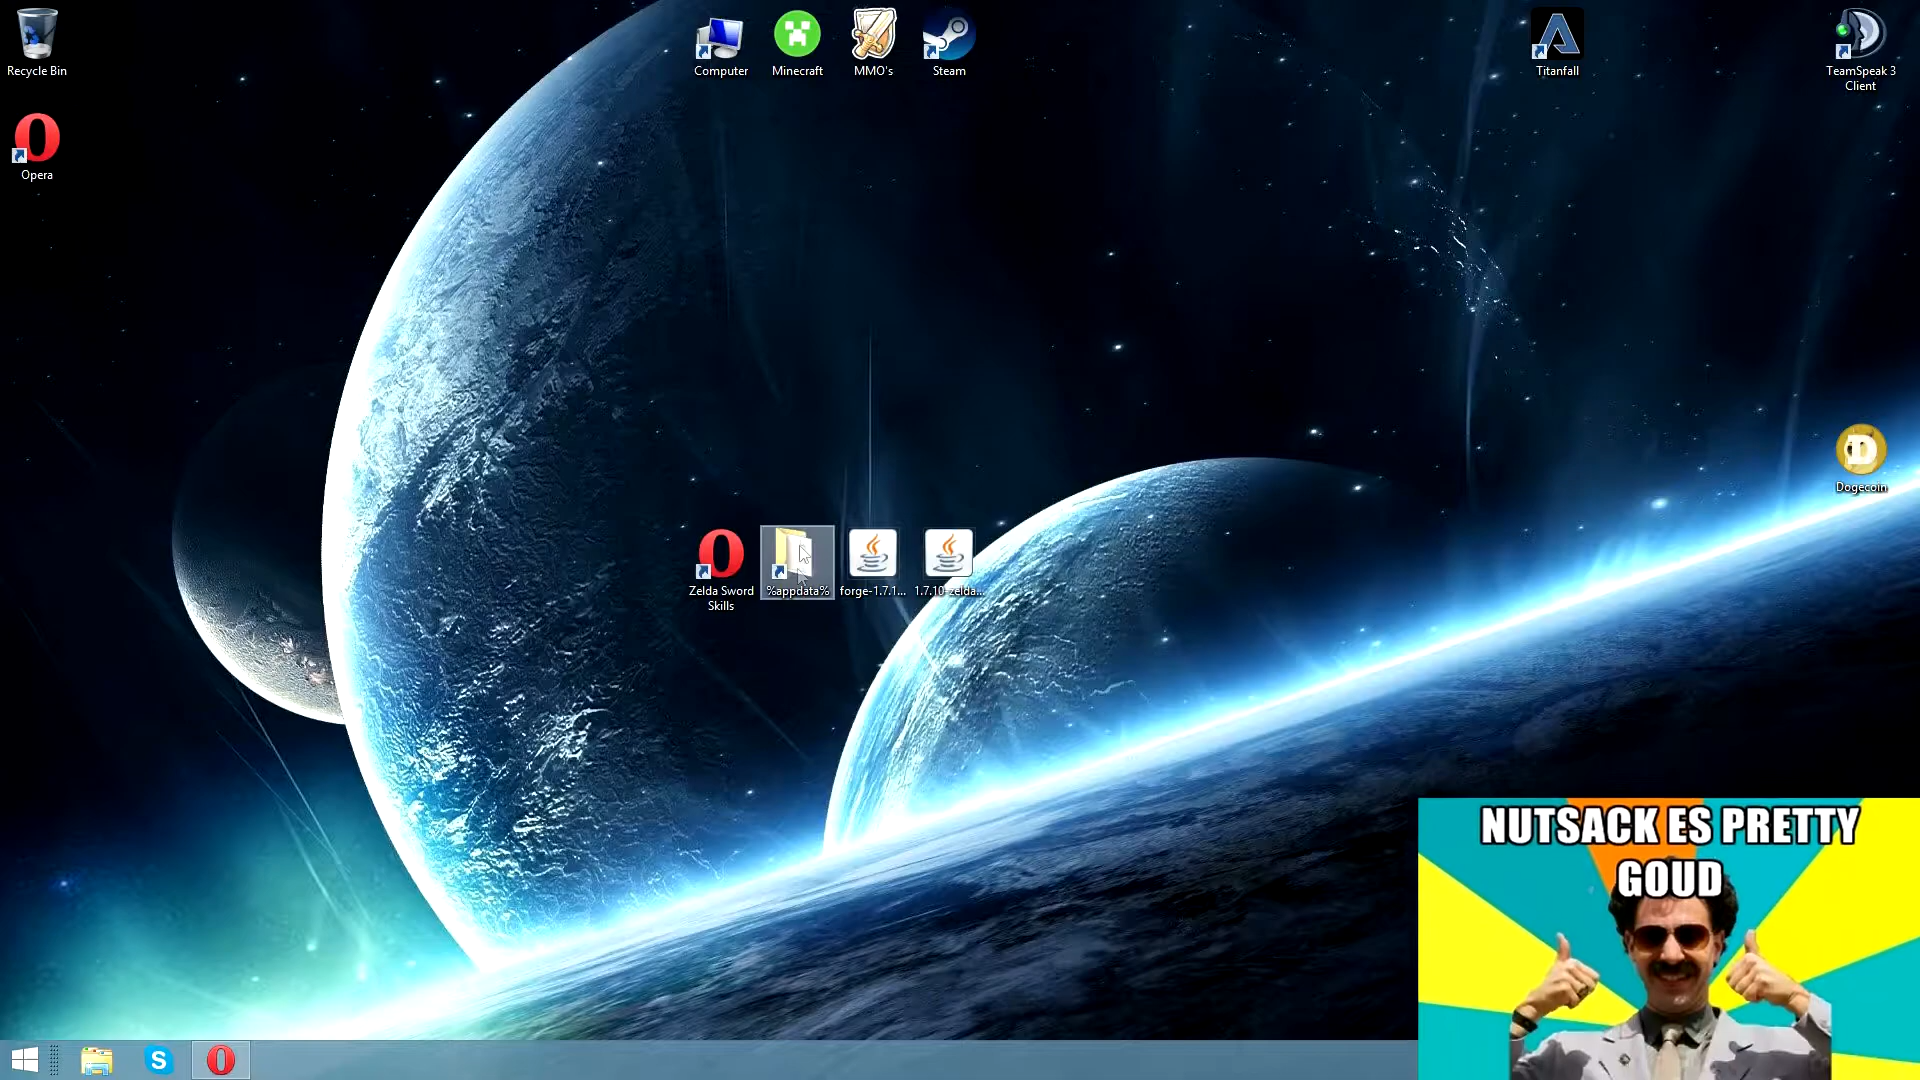 Recycle Bin
Computer
Minecraft
MMO's
Steam
Titanfall
TeamSpeak 3
Client
Opera
Dogecoin
Zelda Sword
Skills
%appdata%
forge-1.7.1...
1.7.10-zelda...
NUTSACK ES PRETTY
GOUD